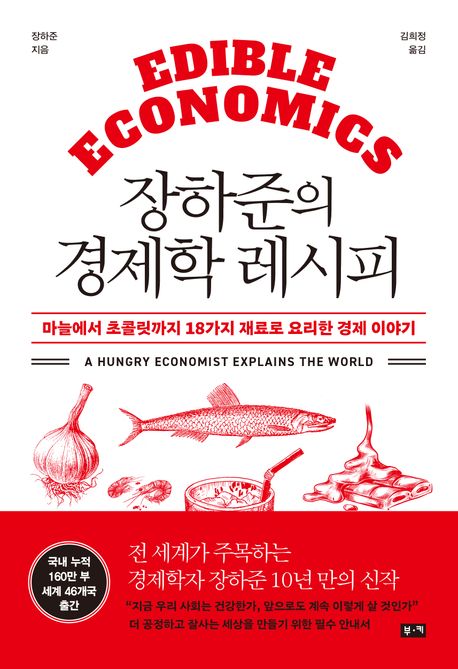 장하준
지음
김희정
옮김
EDIBLE
ECONOMICS
장하준의
경제학 레시피
마늘에서 초콜릿까지 18가지 재료로 요리한 경제 이야기
A HUNGRY ECONOMIST EXPLAINS THE WORLD
국내 누적
160만 부
세계 46개국
출간
전 세계가 주목하는
경제학자 장하준 10년 만의 신작
“지금 우리 사회는 건강한가, 앞으로도 계속 이렇게 살 것인가”
더 공정하고 잘사는 세상을 만들기 위한 필수 안내서
부·키